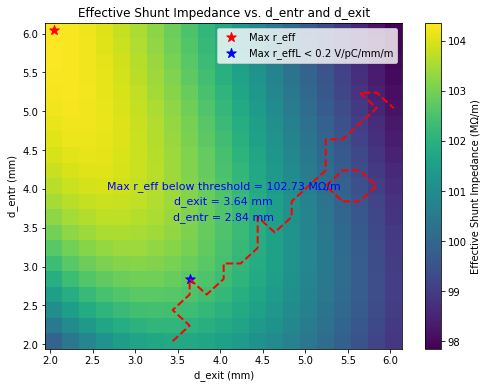 Effective Shunt Impedance vs. d_entr and d_exit
Max r_eff
Max r_effL < 0.2 V/pC/mm/m
Max r_eff below threshold = 102.73 MΩ/m
d_exit = 3.64 mm
d_entr = 2.84 mm
d_entr (mm)
6.0
5.5
5.0
4.5
4.0
3.5
3.0
2.5
2.0
2.0 2.5 3.0 3.5 4.0 4.5 5.0 5.5 6.0
d_exit (mm)
104
103
102
101
100
99
98
Effective Shunt Impedance (MΩ/m)